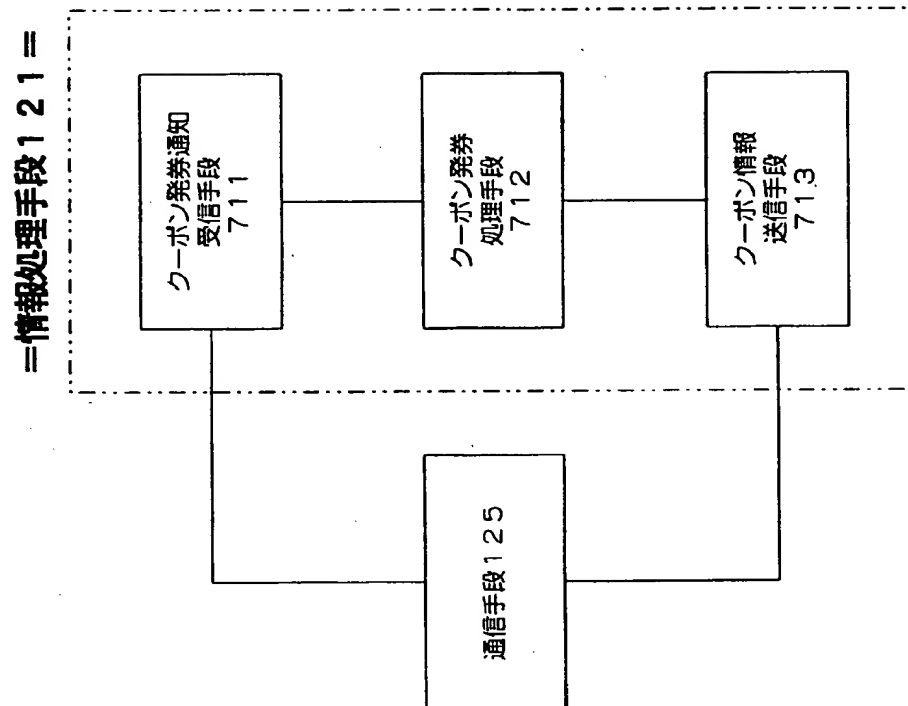 =情報処理手段121=
クーポン発券通知
受信手段
711
クーポン発券
処理手段
712
クーポン情報
送信手段
713
通信手段125